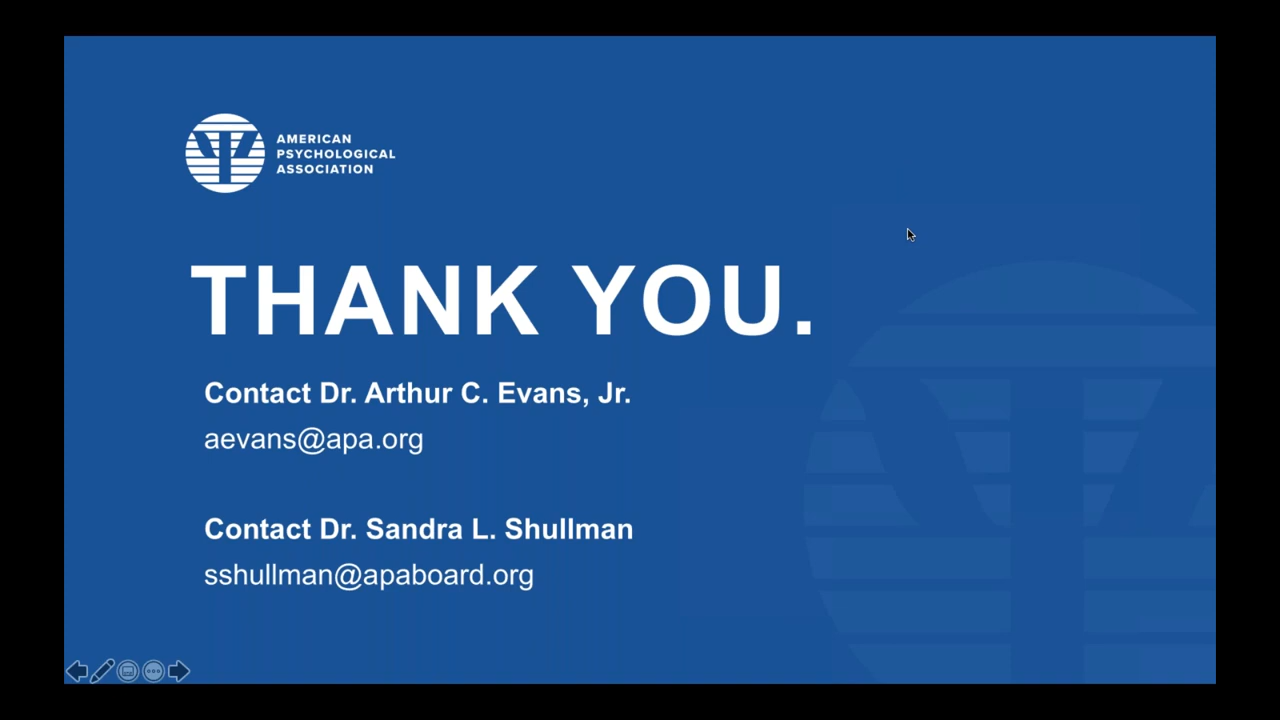 AMERICAN
PSYCHOLOGICAL
ASSOCIATION
THANK YOU.
Contact Dr. Arthur C. Evans, Jr.
aevans@apa.org
Contact Dr. Sandra L. Shullman
sshullman@apaboard.org